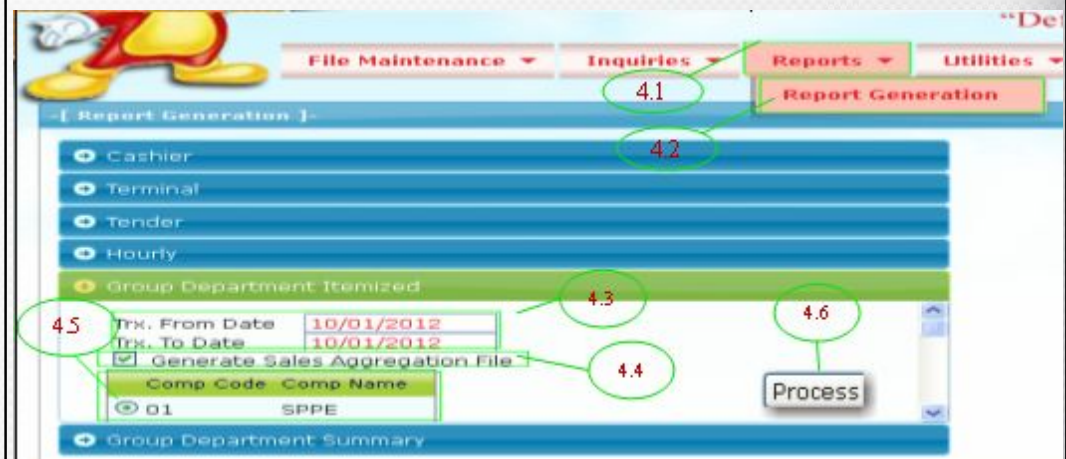 "De
File Maintenance Inquiries Reports Utilities
4.1
Report Generation
-[ Report Generation ]-
4.2
Cashier
Terminal
Tender
Hourly
Group Department Itemized
4.3
4.6
4.5
Trx. From Date 10/01/2012
Trx. To Date 10/01/2012
Generate Sales Aggregation File
4.4
Comp Code Comp Name
Process
01 SPPE
Group Department Summary